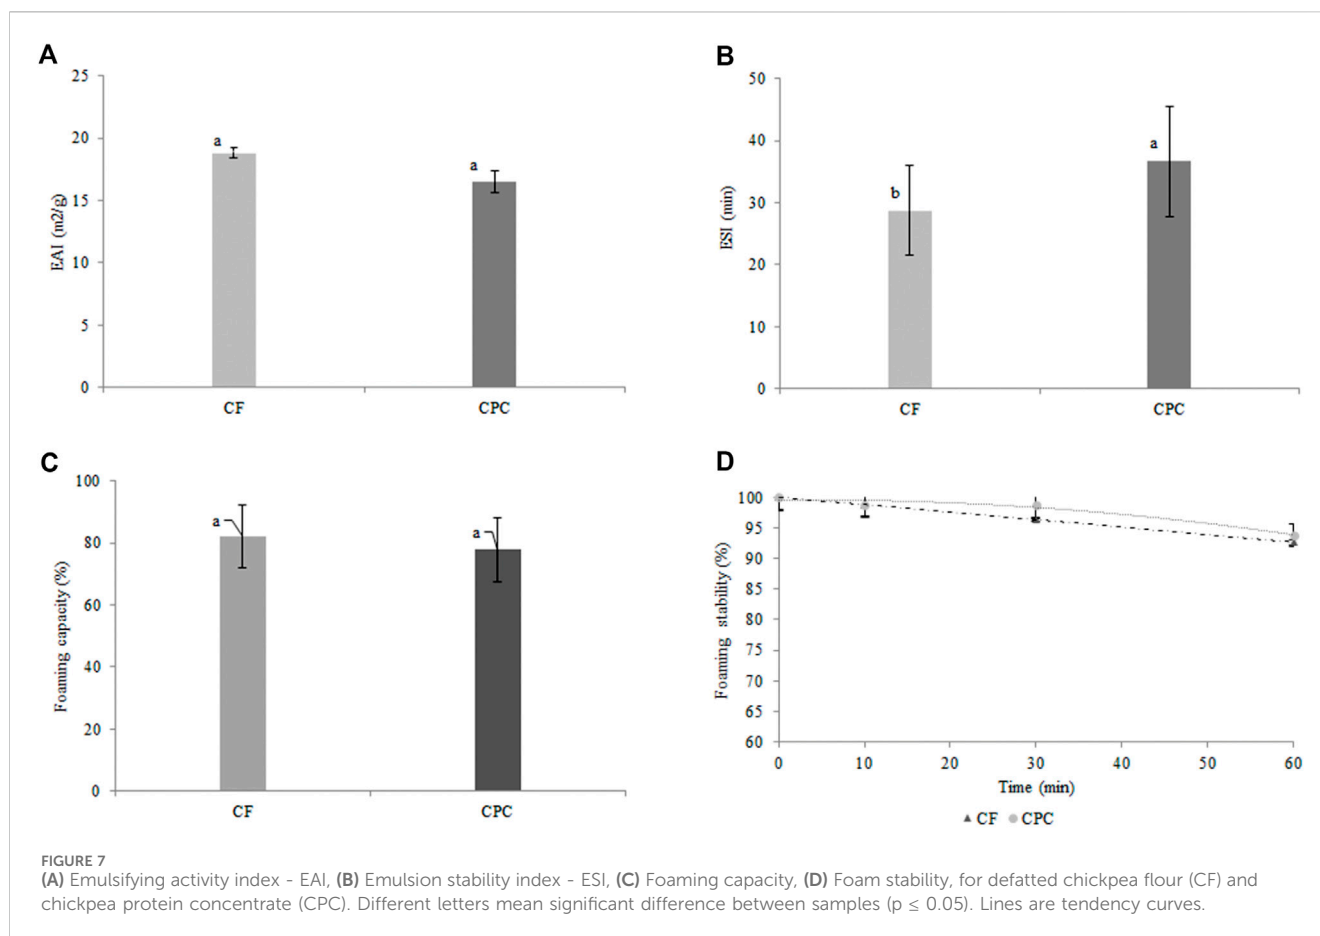 A
25
20
15
10
5
0
EAI (m2/g)
a
a
CF
CPC
B
50
40
30
20
10
0
ESI (min)
b
a
CF
CPC
C
100
80
60
40
20
0
Foaming capacity (%)
a
a
CF
CPC
D
100
95
90
85
80
75
70
65
60
Foaming stability (%)
0 10 20 30 40 50 60
Time (min)
CF CPC
FIGURE 7
(A) Emulsifying activity index - EAI, (B) Emulsion stability index - ESI, (C) Foaming capacity, (D) Foam stability, for defatted chickpea flour (CF) and
chickpea protein concentrate (CPC). Different letters mean significant difference between samples (p ≤ 0.05). Lines are tendency curves.